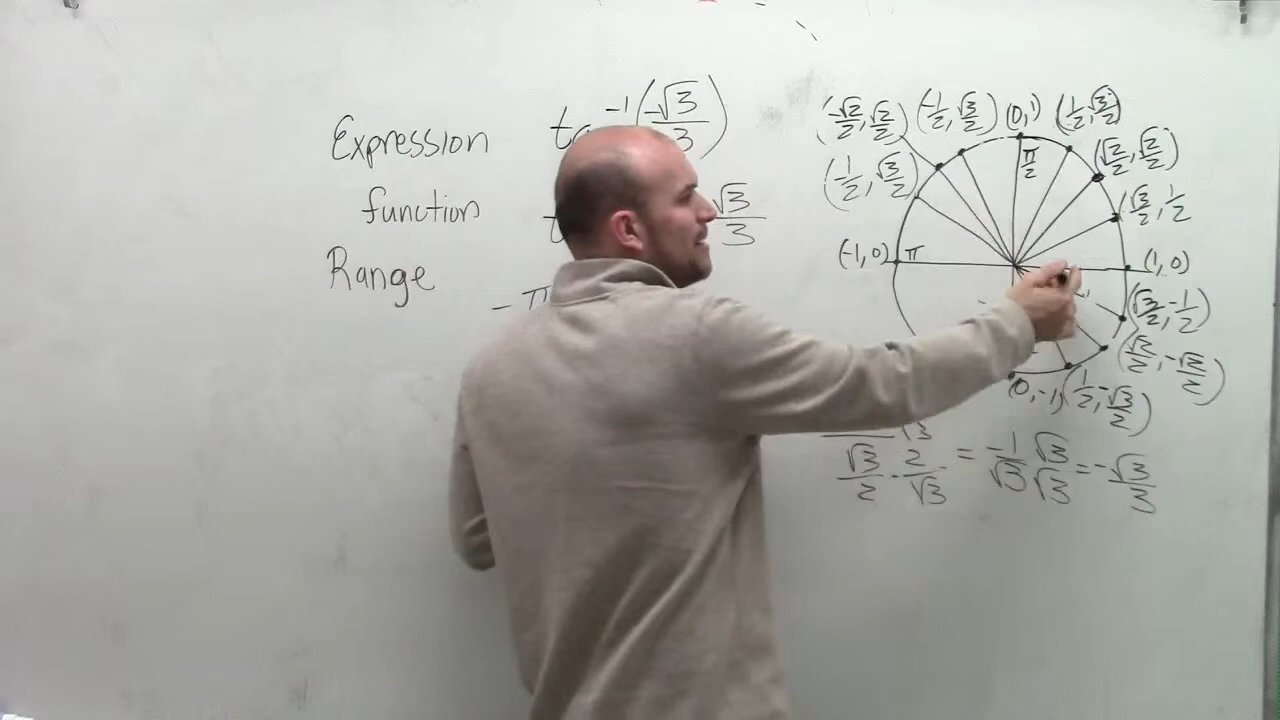 Expression
(-√3/3)
-1
function
√3/3
Range
-π
(-√2/2, √2/2)
(-1/2, √3/2)
(0,1)
(1/2, √3/2)
(√2/2, √2/2)
(-1/2, √3/2)
π/2
(√3/2, 1/2
(-1,0)
π
(1,0)
(√3/2, -1/2)
(√2/2, -√2/2)
(0,-1)
(1/2, -√3/2)
√3/2 · 2/√3 = -1/√3 √3/√3 = -√3/3